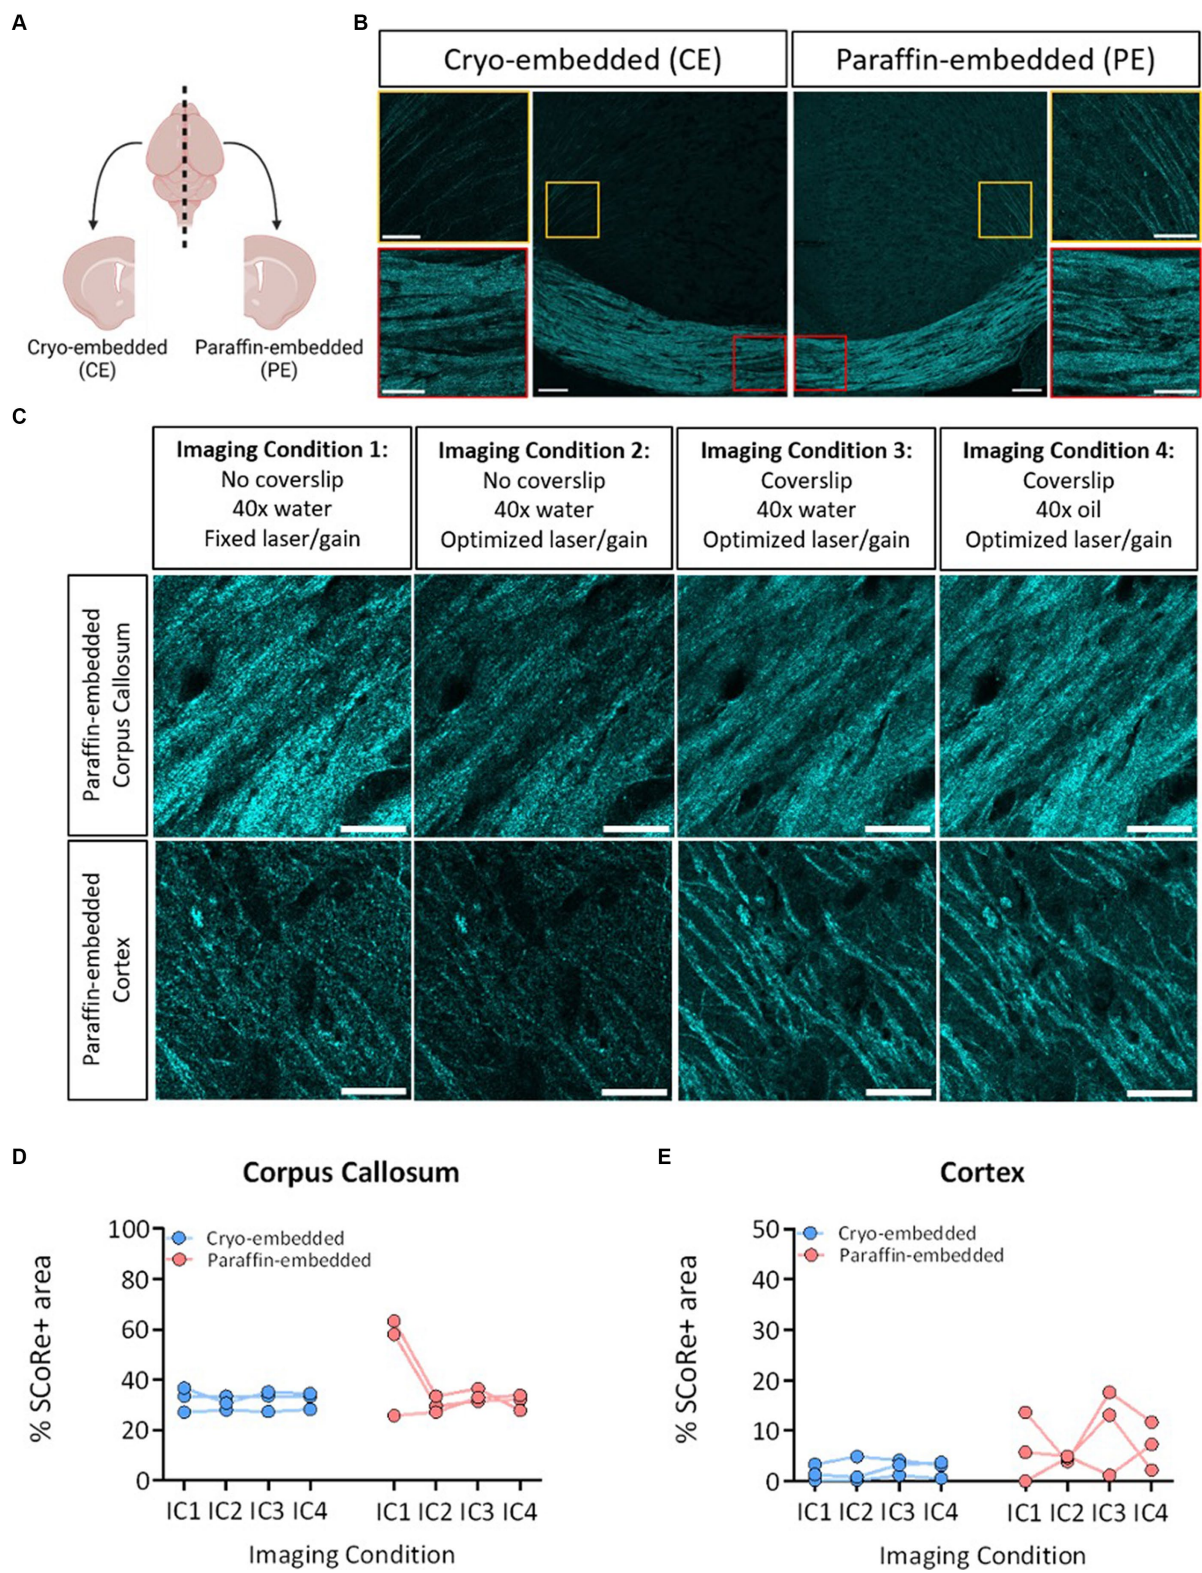 A
Cryo-embedded
(CE)
Paraffin-embedded
(PE)
B
Cryo-embedded (CE)
Paraffin-embedded (PE)
C
Imaging Condition 1:
No coverslip
40x water
Fixed laser/gain
Imaging Condition 2:
No coverslip
40x water
Optimized laser/gain
Imaging Condition 3:
Coverslip
40x water
Optimized laser/gain
Imaging Condition 4:
Coverslip
40x oil
Optimized laser/gain
Paraffin-embedded
Corpus Callosum
Paraffin-embedded
Cortex
D
Corpus Callosum
Cryo-embedded
Paraffin-embedded
% SCoRe+ area
100
80
60
40
20
0
IC1 IC2 IC3 IC4
IC1 IC2 IC3 IC4
Imaging Condition
E
Cortex
Cryo-embedded
Paraffin-embedded
% SCoRe+ area
50
40
30
20
10
0
IC1 IC2 IC3 IC4
IC1 IC2 IC3 IC4
Imaging Condition